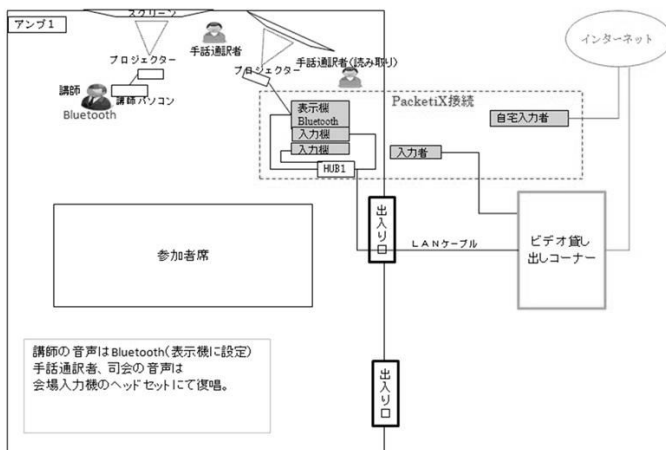 スクリーン
アンプ1
手話通訳者
プロジェクター
講師
講師パソコン
Bluetooth
手話通訳者(読み取り)
プロジェクター
インターネット
PacketiX接続
表示機
Bluetooth
入力機
入力機
HUB1
自宅入力者
入力者
出入り口
LANケーブル
ビデオ貸し
出しコーナー
参加者席
講師の音声はBluetooth(表示機に設定)
手話通訳者、司会の音声は
会場入力機のヘッドセットにて復唱。
出入り口